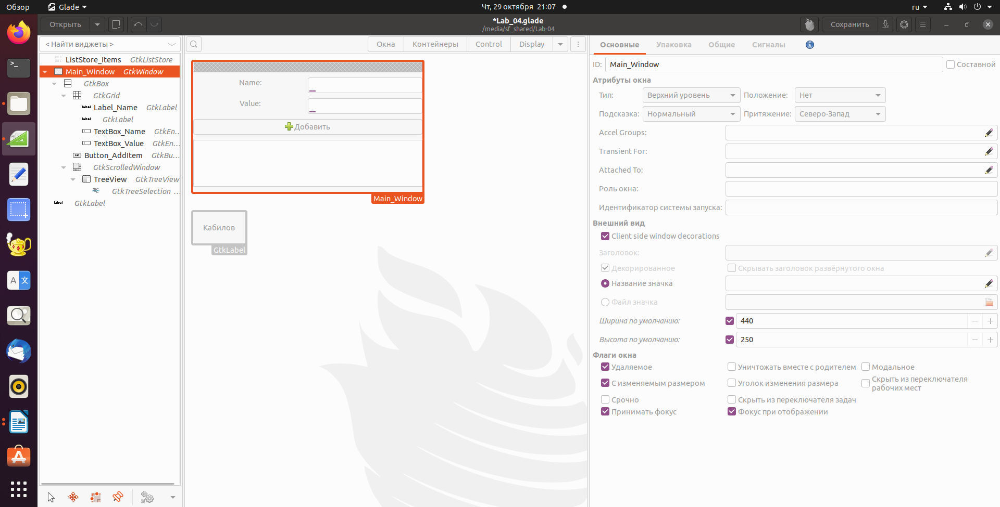 Обзор
Glade
Чт, 29 октября 21:07
ru
Открыть
*Lab_04.glade
/media/sf_shared/Lab-04
Сохранить
< Найти виджеты >
ListStore_Items GtkListStore
Main_Window GtkWindow
GtkBox
GtkGrid
label Label_Name GtkLabel
label GtkLabel
TextBox_Name GtkEn…
TextBox_Value GtkEn…
OK Button_AddItem GtkBu…
GtkScrolledWindow
TreeView GtkTreeView
GtkTreeSelection …
label GtkLabel
Окна
Контейнеры
Control
Display
Name:
Value:
Добавить
Main_Window
Кабилов
GtkLabel
Основные
Упаковка
Общие
Сигналы
ID: Main_Window
Составной
Атрибуты окна
Тип: Верхний уровень Положение: Нет
Подсказка: Нормальный Притяжение: Северо-Запад
Accel Groups:
Transient For:
Attached To:
Роль окна:
Идентификатор системы запуска:
Внешний вид
Client side window decorations
Заголовок:
Декорированное
Скрывать заголовок развёрнутого окна
Название значка
Файл значка
Ширина по умолчанию: 440
Высота по умолчанию: 250
Флаги окна
Удаляемое
Уничтожать вместе с родителем
Модальное
С изменяемым размером
Уголок изменения размера
Скрыть из переключателя
рабочих мест
Срочно
Скрыть из переключателя задач
Принимать фокус
Фокус при отображении